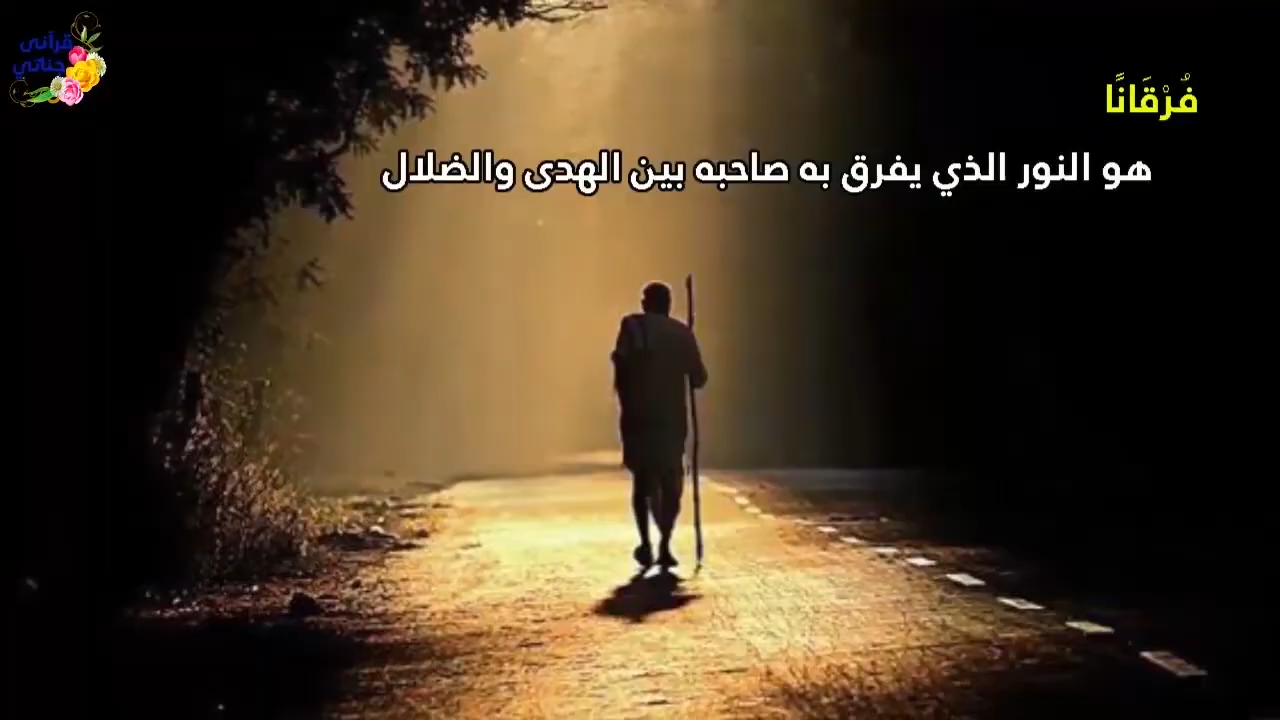 قرآني
جناتي
فُرْقَانًا
هو النور الذي يفرق به صاحبه بين الهدى والضلال